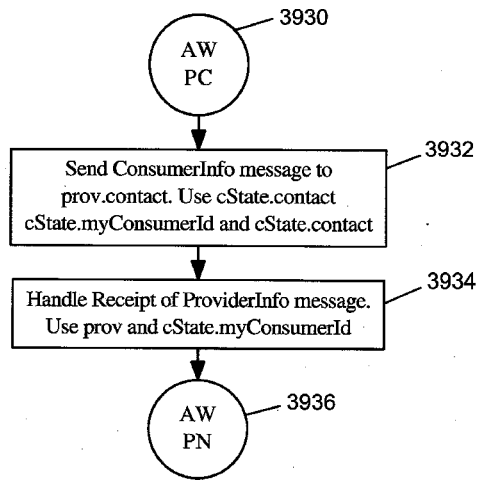 3930
AW
PC
3932
Send ConsumerInfo message to
prov.contact. Use cState.contact
cState.myConsumerId and cState.contact
3934
Handle Receipt of ProviderInfo message.
Use prov and cState.myConsumerId
3936
AW
PN